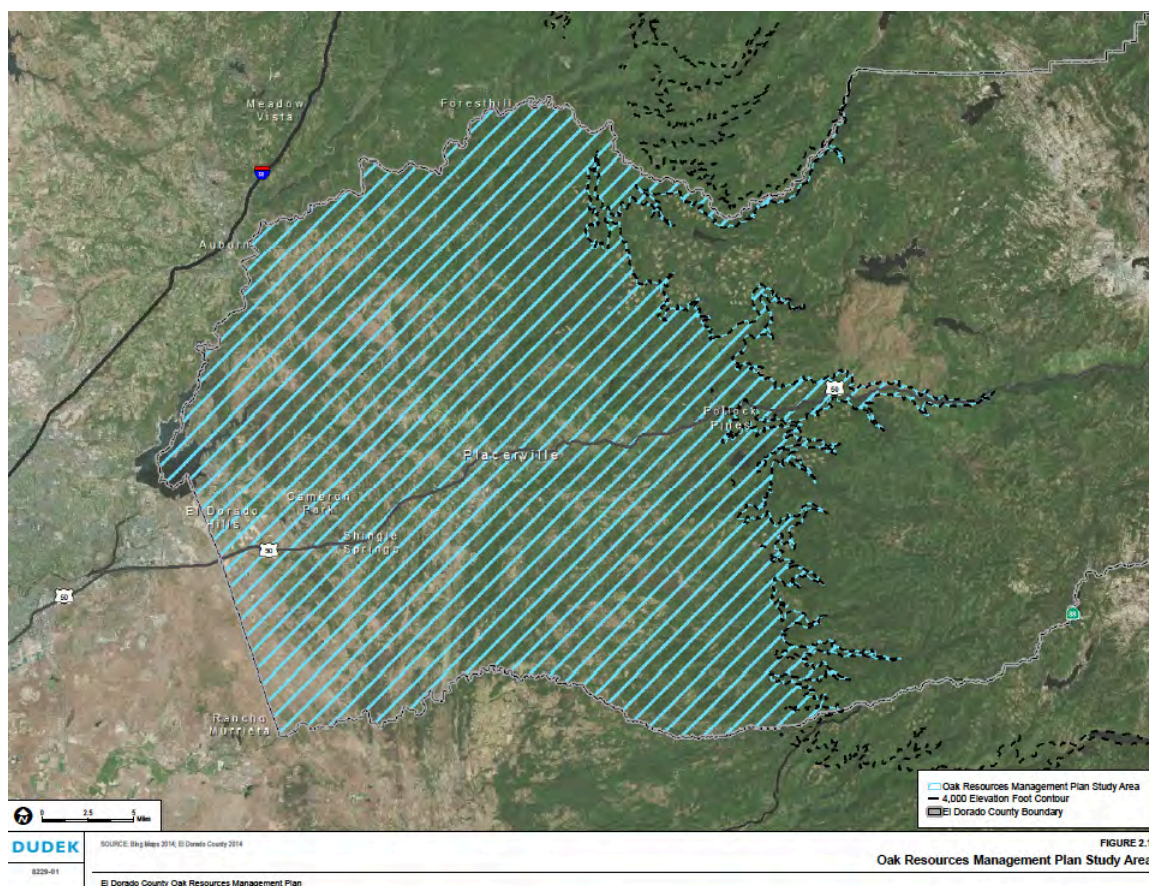 Meadow
Vista
Foresthill
80
Auburn
50
Pollock
Pines
Placerville
El Dorado
Hills
Cameron
Park
Shingle
Springs
50
50
88
Rancho
Murrieta
Oak Resources Management Plan Study Area
4,000 Elevation Foot Contour
El Dorado County Boundary
N
0 2.5 5
Miles
DUDEK
8229-01
SOURCE: Bing Maps 2014; El Dorado County 2014
FIGURE 2.1
Oak Resources Management Plan Study Area
El Dorado County Oak Resources Management Plan